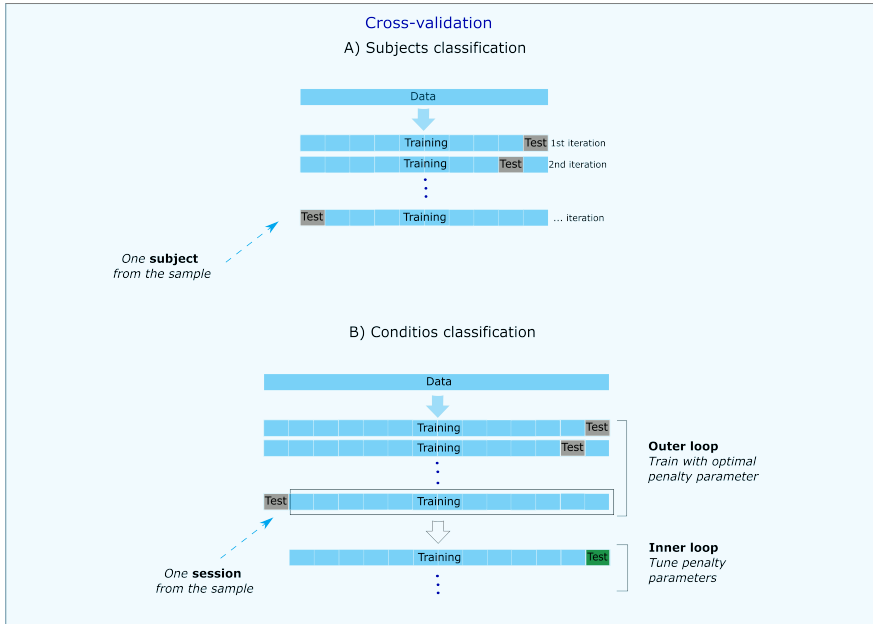 Cross-validation
A) Subjects classification
Data
Training Test 1st iteration
Training Test 2nd iteration
Test Training ... iteration
One subject
from the sample
B) Conditios classification
Data
Training Test
Training Test
Outer loop
Train with optimal
penalty parameter
Test Training
Training Test
Inner loop
Tune penalty
parameters
One session
from the sample